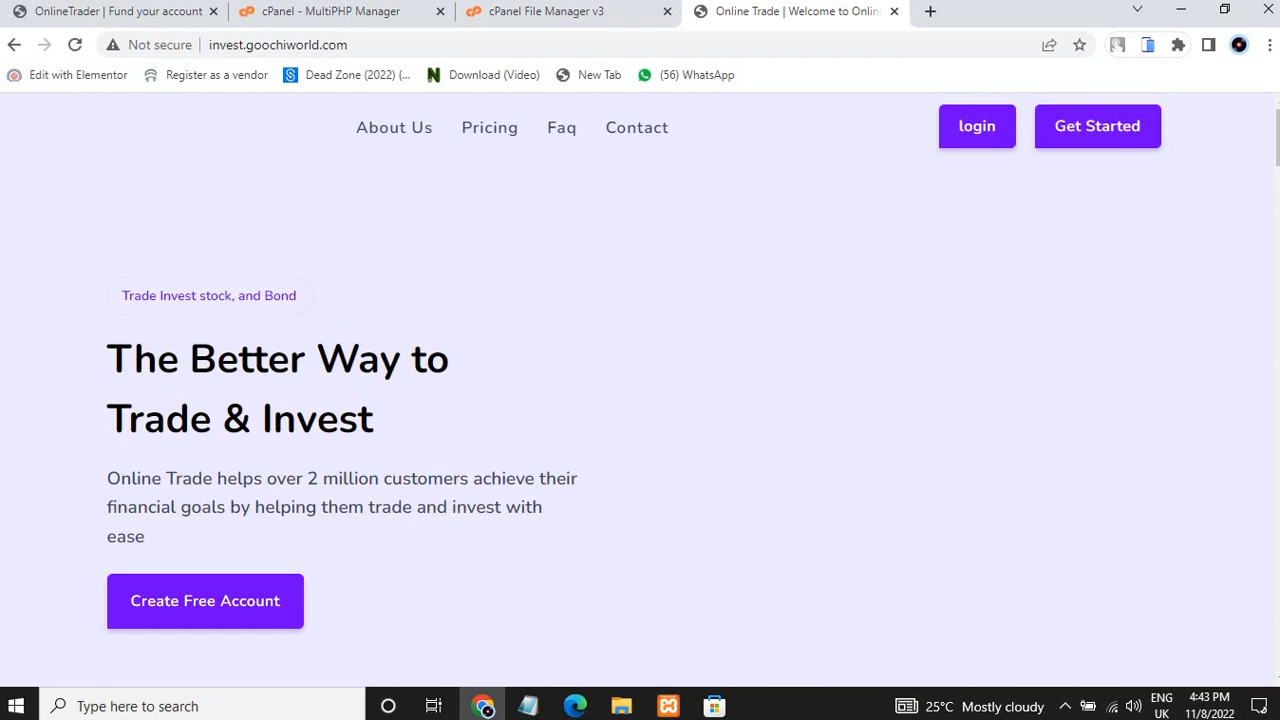 OnlineTrader | Fund your account
cPanel - MultiPHP Manager
cPanel File Manager v3
Online Trade | Welcome to Onlin
Not secure
invest.goochiworld.com
Edit with Elementor
Register as a vendor
Dead Zone (2022) (...
Download (Video)
New Tab
(56) WhatsApp
About Us
Pricing
Faq
Contact
login
Get Started
Trade Invest stock, and Bond
The Better Way to
Trade & Invest
Online Trade helps over 2 million customers achieve their
financial goals by helping them trade and invest with
ease
Create Free Account
Type here to search
25°C Mostly cloudy
ENG
UK
4:43 PM
11/8/2022